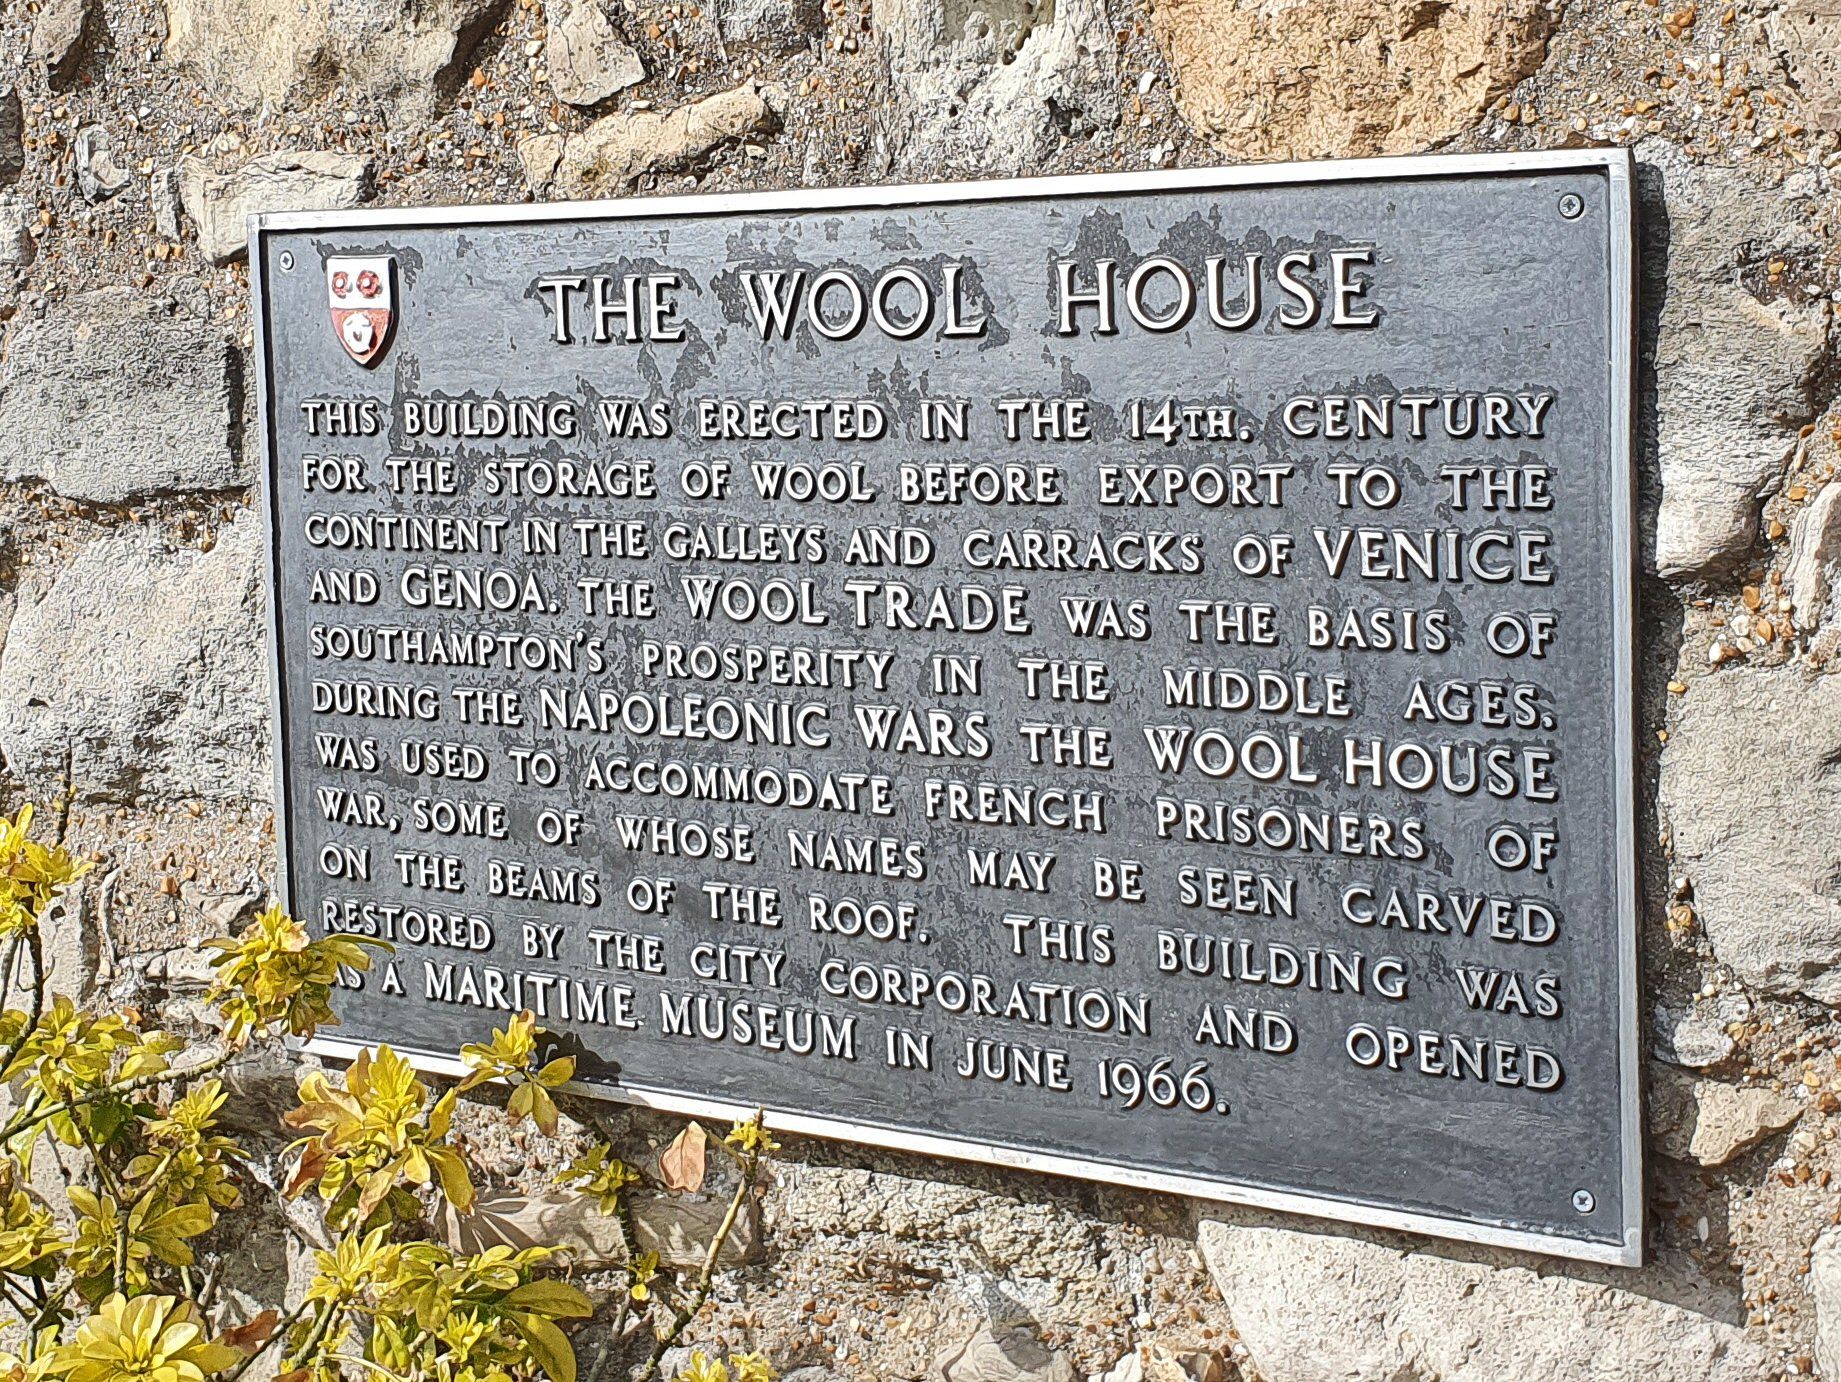 THE WOOL HOUSE
THIS BUILDING WAS ERECTED IN THE 14TH. CENTURY
FOR THE STORAGE OF WOOL BEFORE EXPORT TO THE
CONTINENT IN THE GALLEYS AND CARRACKS OF VENICE
AND GENOA. THE WOOL TRADE WAS THE BASIS OF
SOUTHAMPTON'S PROSPERITY IN THE MIDDLE AGES.
DURING THE NAPOLEONIC WARS THE WOOL HOUSE
WAS USED TO ACCOMMODATE FRENCH PRISONERS OF
WAR, SOME OF WHOSE NAMES MAY BE SEEN CARVED
ON THE BEAMS OF THE ROOF. THIS BUILDING WAS
RESTORED BY THE CITY CORPORATION AND OPENED
AS A MARITIME MUSEUM IN JUNE 1966.